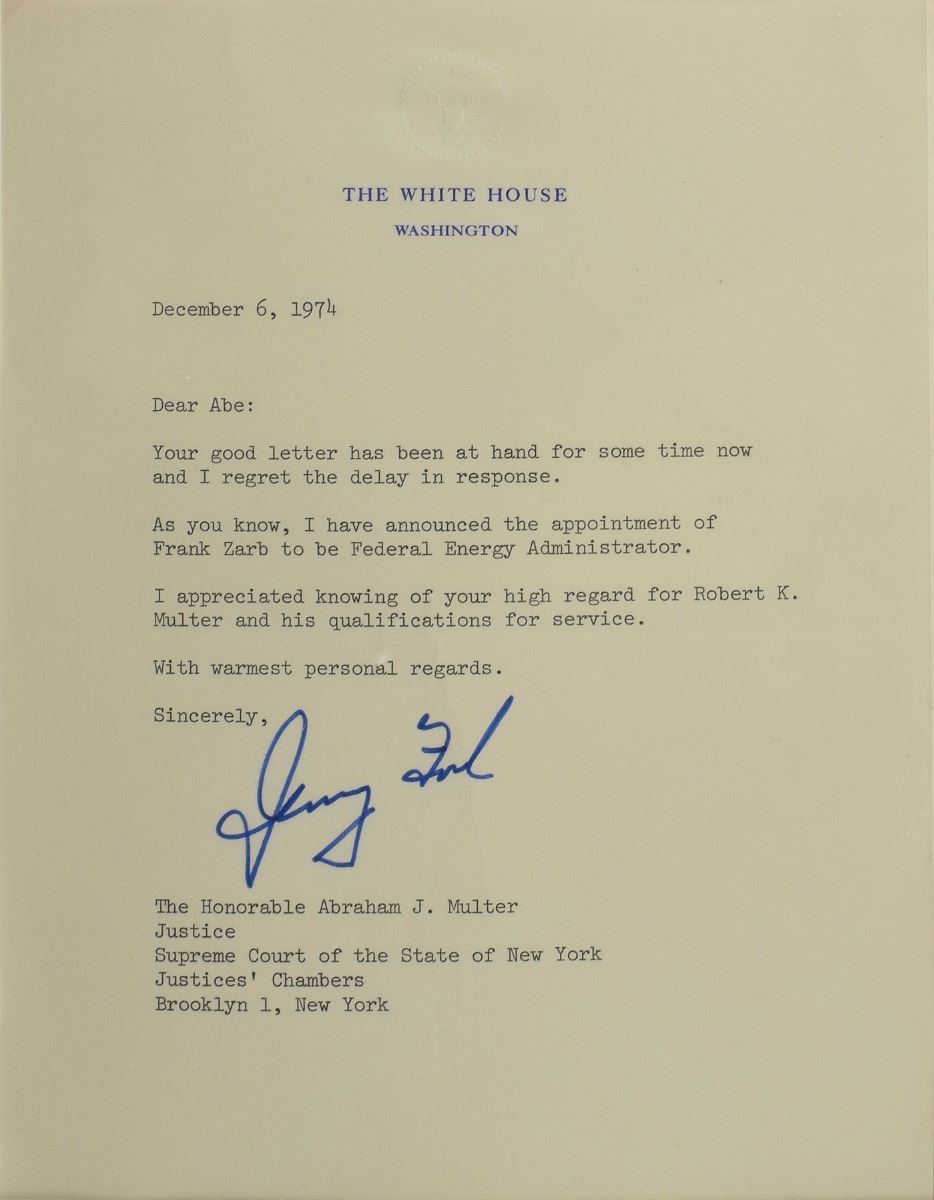 THE WHITE HOUSE
WASHINGTON
December 6, 1974
Dear Abe:
Your good letter has been at hand for some time now
and I regret the delay in response.
As you know, I have announced the appointment of
Frank Zarb to be Federal Energy Administrator.
I appreciated knowing of your high regard for Robert K.
Multer and his qualifications for service.
With warmest personal regards.
Sincerely,
Jerry Ford
The Honorable Abraham J. Multer
Justice
Supreme Court of the State of New York
Justices' Chambers
Brooklyn 1, New York